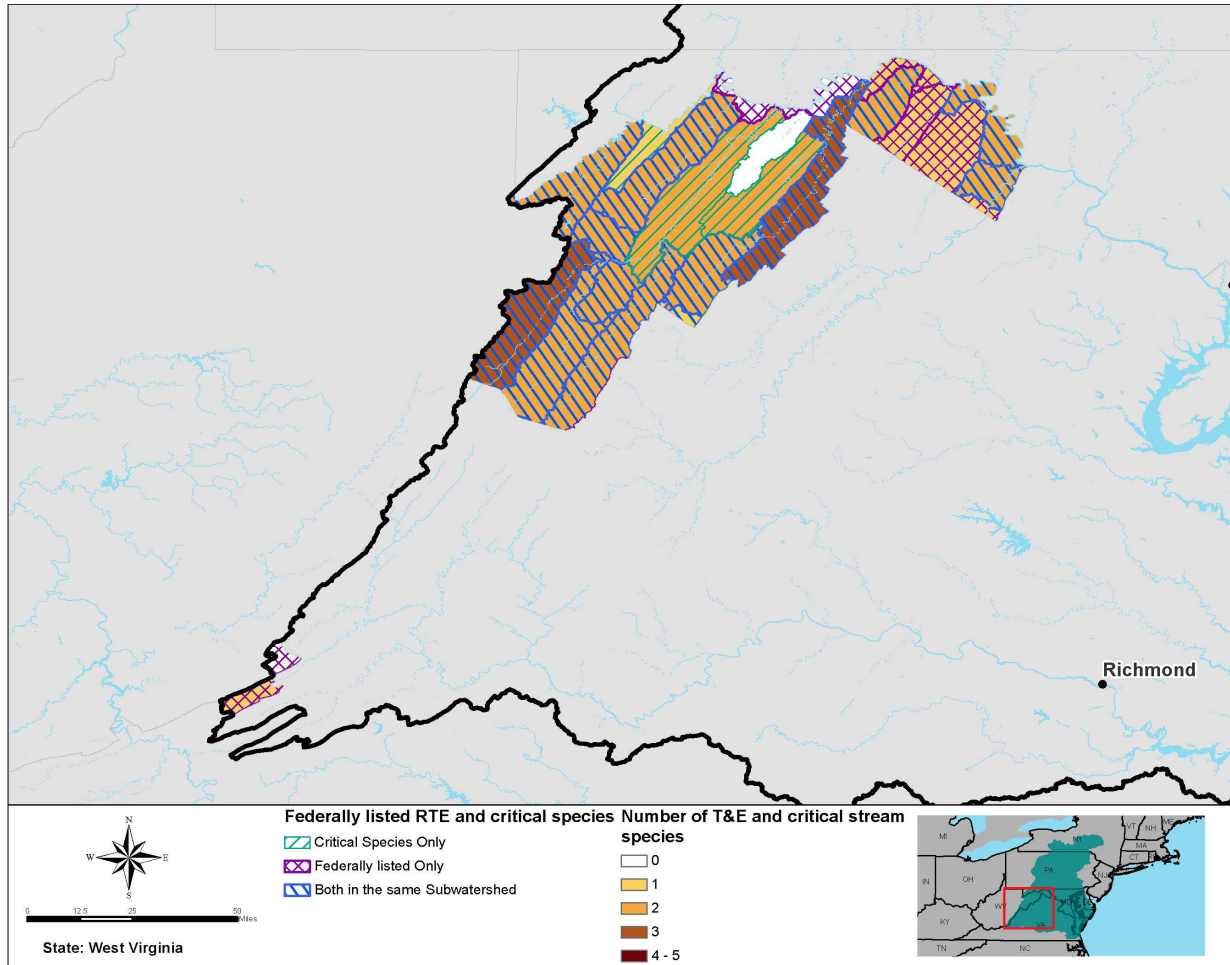 Richmond
N
W
E
S
0
12.5
25
50
Miles
State: West Virginia
Federally listed RTE and critical species
Critical Species Only
Federally listed Only
Both in the same Subwatershed
Number of T&E and critical stream
species
0
1
2
3
4 - 5
MI
NY
VT
NH
ME
MA
CT
PA
NJ
IN
OH
WV
MD
KY
VA
TN
NC